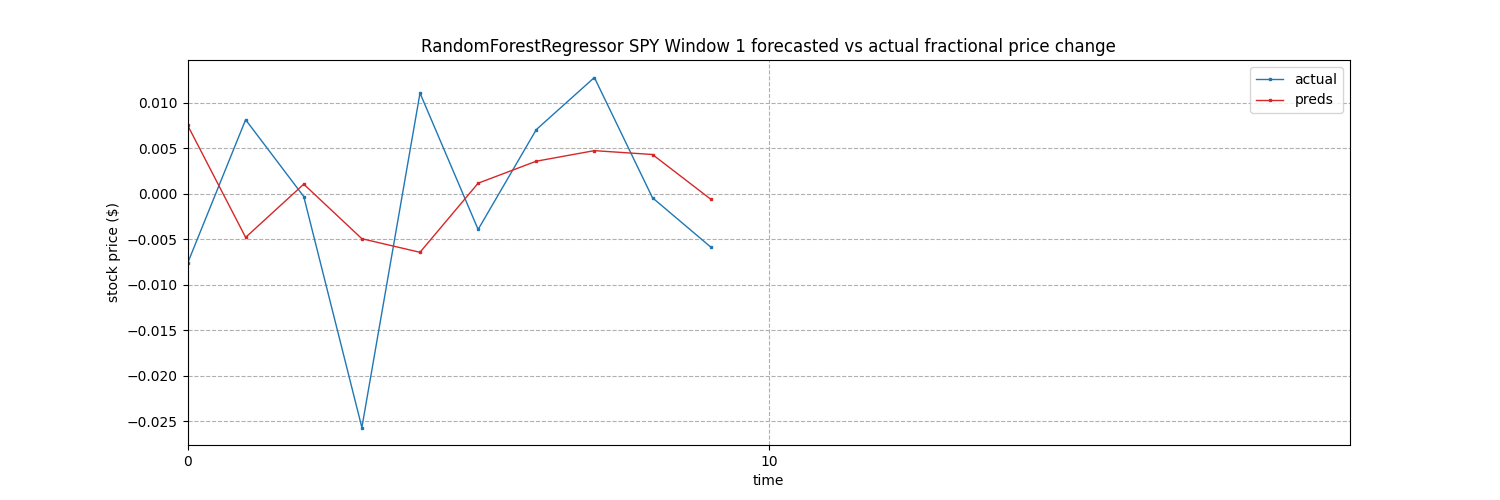 RandomForestRegressor SPY Window 1 forecasted vs actual fractional price change
actual
preds
stock price ($)
0.010
0.005
0.000
−0.005
−0.010
−0.015
−0.020
−0.025
0
10
time